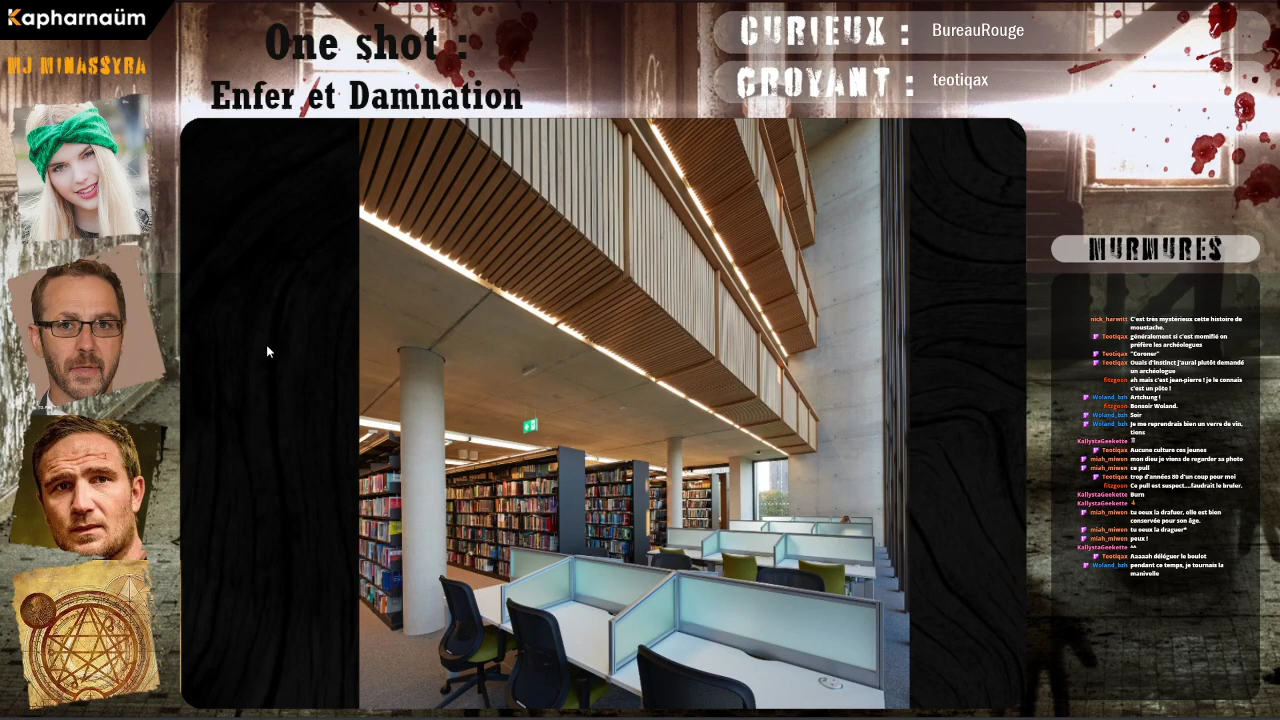 Kapharnaüm
MJ MINASSYRA
One shot :
Enfer et Damnation
CURIEUX :
BureauRouge
CROYANT :
teotiqax
MURMURES
nick_harwitt C'est très mystérieux cette histoire de
moustache.
Teotiqax généralement si c'est momifié on
préfère les archéologues
Teotiqax "Coroner"
Teotiqax Ouais d'instinct j'aurai plutôt demandé
un archéologue
fitzgoon ah mais c'est jean-pierre ! je le connais
c'est un pôte !
Woland_bzh Artchung !
fitzgoon Bonsoir Woland.
Woland_bzh Soir
Woland_bzh Je me reprendrais bien un verre de vin,
tiens
KallystaGeekette
Teotiqax Aucune culture ces jeunes
miah_miwen mon dieu je viens de regarder sa photo
miah_miwen ce pull
Teotiqax trop d'années 80 d'un coup pour moi
fitzgoon Ce pull est suspect....faudrait le bruler.
KallystaGeekette Burn
KallystaGeekette
miah_miwen tu oeux la drafuer, elle est bien
conservée pour son âge.
miah_miwen tu oeux la draguer*
miah_miwen peux !
KallystaGeekette ^^
Teotiqax Aaaaah déléguer le boulot
Woland_bzh pendant ce temps, je tournais la
manivelle